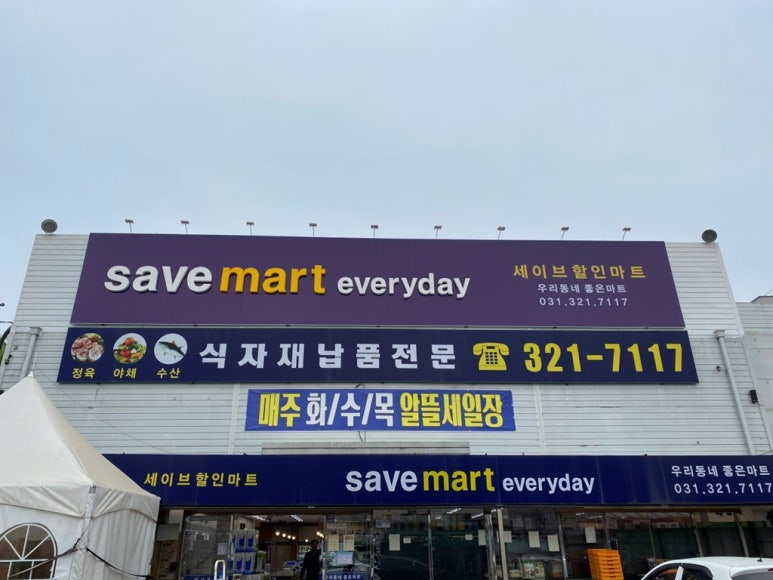 save mart everyday
세이브할인마트
우리동네 좋은마트
031.321.7117
정육 야채 수산
식자재납품전문 ☎ 321-7117
매주 화/수/목 알뜰세일장
세이브할인마트
save mart everyday
우리동네 좋은마트
031.321.7117